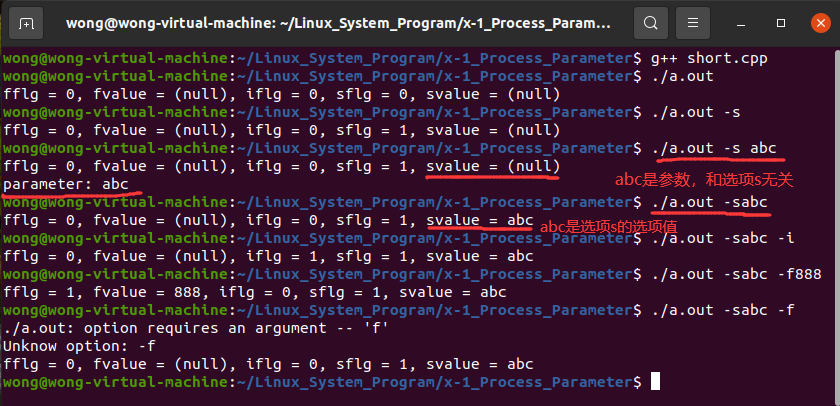 wong@wong-virtual-machine: ~/Linux_System_Program/x-1_Process_Param...
wong@wong-virtual-machine:~/Linux_System_Program/x-1_Process_Parameter$ g++ short.cpp
wong@wong-virtual-machine:~/Linux_System_Program/x-1_Process_Parameter$ ./a.out
fflg = 0, fvalue = (null), iflg = 0, sflg = 0, svalue = (null)
wong@wong-virtual-machine:~/Linux_System_Program/x-1_Process_Parameter$ ./a.out -s
fflg = 0, fvalue = (null), iflg = 0, sflg = 1, svalue = (null)
wong@wong-virtual-machine:~/Linux_System_Program/x-1_Process_Parameter$ ./a.out -s abc
fflg = 0, fvalue = (null), iflg = 0, sflg = 1, svalue = (null)
parameter: abc
abc是参数，和选项s无关
wong@wong-virtual-machine:~/Linux_System_Program/x-1_Process_Parameter$ ./a.out -sabc
fflg = 0, fvalue = (null), iflg = 0, sflg = 1, svalue = abc
abc是选项s的选项值
wong@wong-virtual-machine:~/Linux_System_Program/x-1_Process_Parameter$ ./a.out -sabc -i
fflg = 0, fvalue = (null), iflg = 1, sflg = 1, svalue = abc
wong@wong-virtual-machine:~/Linux_System_Program/x-1_Process_Parameter$ ./a.out -sabc -f888
fflg = 1, fvalue = 888, iflg = 0, sflg = 1, svalue = abc
wong@wong-virtual-machine:~/Linux_System_Program/x-1_Process_Parameter$ ./a.out -sabc -f
./a.out: option requires an argument -- 'f'
Unknow option: -f
fflg = 0, fvalue = (null), iflg = 0, sflg = 1, svalue = abc
wong@wong-virtual-machine:~/Linux_System_Program/x-1_Process_Parameter$